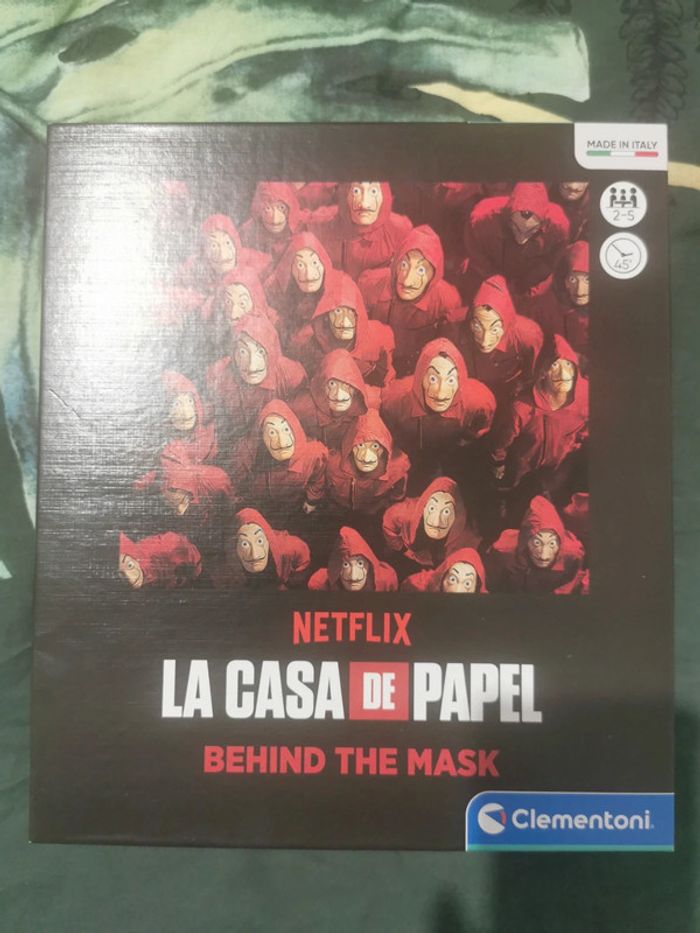 MADE IN ITALY
2-5
45'
NETFLIX
LA CASA DE PAPEL
BEHIND THE MASK
Clementoni